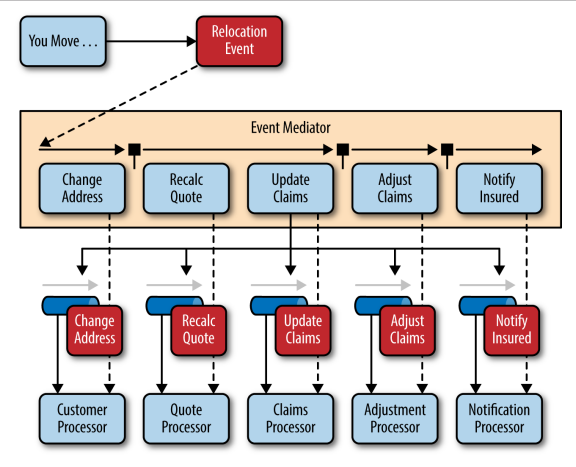 You Move . . .
Relocation
Event
Event Mediator
Change
Address
Recalc
Quote
Update
Claims
Adjust
Claims
Notify
Insured
Change
Address
Recalc
Quote
Update
Claims
Adjust
Claims
Notify
Insured
Customer
Processor
Quote
Processor
Claims
Processor
Adjustment
Processor
Notification
Processor